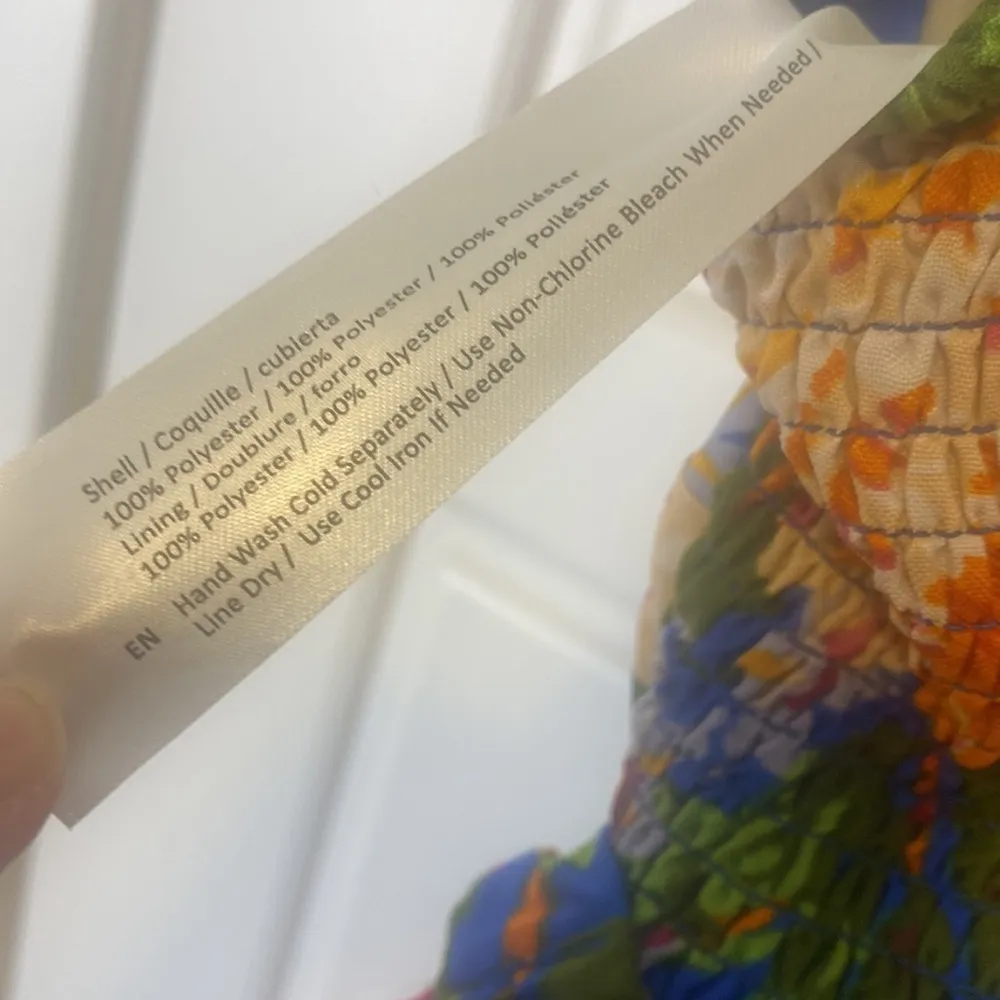 Shell / Coquille / cubierta
100% Polyester / 100% Polyester / 100% Poliéster
Lining / Doublure / forro
100% Polyester / 100% Polyester / 100% Poliéster
EN Hand Wash Cold Separately / Use Non-Chlorine Bleach When Needed /
Line Dry / Use Cool Iron If Needed